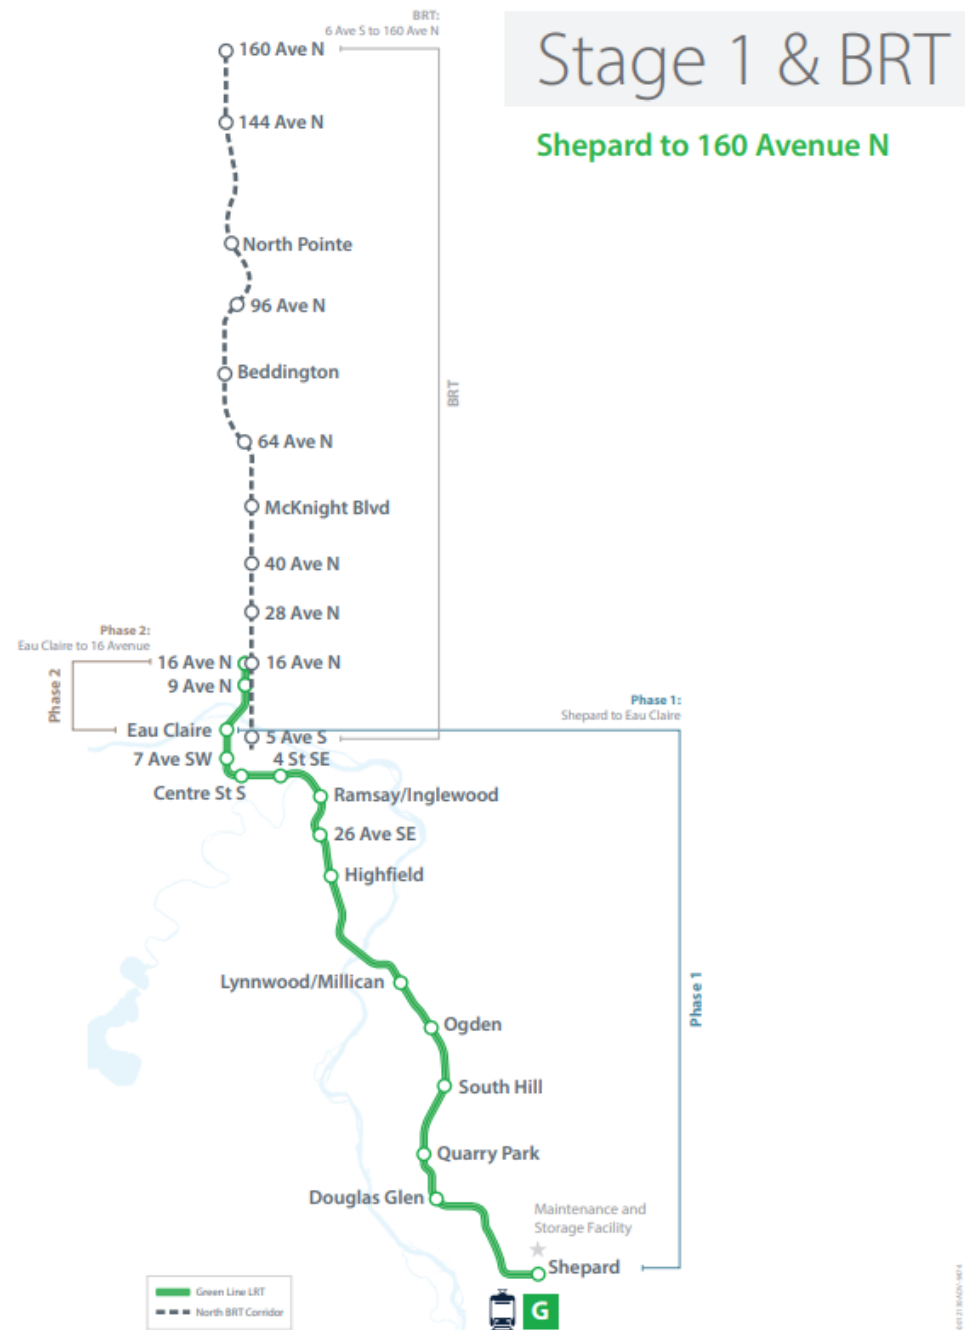 BRT:
6 Ave S to 160 Ave N
Stage 1 & BRT
Shepard to 160 Avenue N
160 Ave N
144 Ave N
North Pointe
96 Ave N
Beddington
BRT
64 Ave N
McKnight Blvd
40 Ave N
28 Ave N
Phase 2:
Eau Claire to 16 Avenue
16 Ave N
16 Ave N
9 Ave N
Phase 2
Phase 1:
Shepard to Eau Claire
Eau Claire
5 Ave S
7 Ave SW
4 St SE
Centre St S
Ramsay/Inglewood
26 Ave SE
Highfield
Lynnwood/Millican
Phase 1
Ogden
South Hill
Quarry Park
Douglas Glen
Maintenance and
Storage Facility
Shepard
Green Line LRT
North BRT Corridor
G